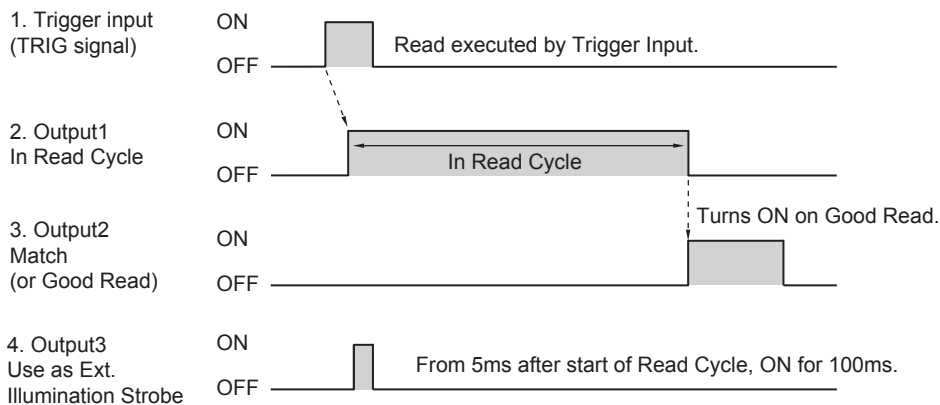 1. Trigger input
(TRIG signal)
ON
OFF
Read executed by Trigger Input.
2. Output1
In Read Cycle
ON
OFF
In Read Cycle
Turns ON on Good Read.
3. Output2
Match
(or Good Read)
ON
OFF
4. Output3
Use as Ext.
Illumination Strobe
ON
OFF
From 5ms after start of Read Cycle, ON for 100ms.